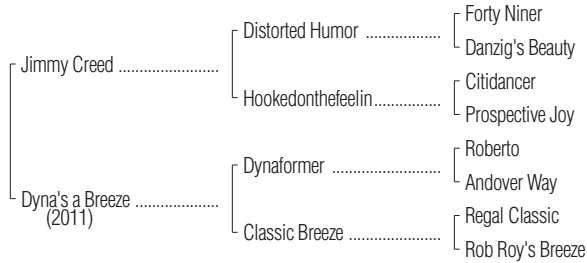 Forty Niner
Distorted Humor ..................
Danzig's Beauty
Jimmy Creed ......................
Citidancer
Hookedonthefeelin ................
Prospective Joy
Roberto
Dynaformer .......................
Andover Way
Dyna's a Breeze ..................
(2011)
Regal Classic
Classic Breeze ...................
Rob Roy's Breeze